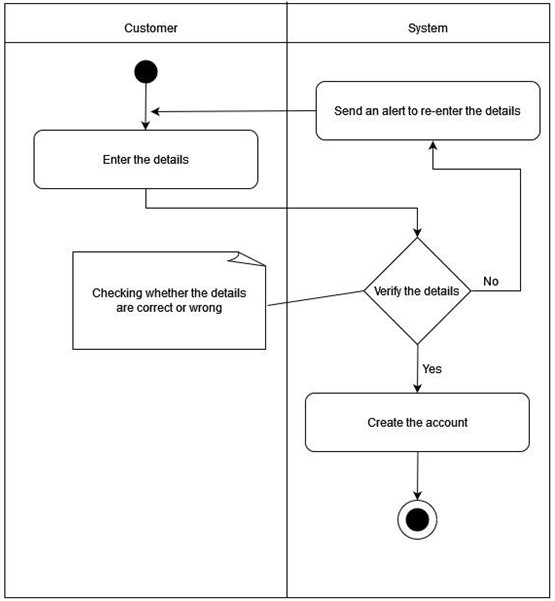 Customer
System
Send an alert to re-enter the details
Enter the details
Checking whether the details
are correct or wrong
Verify the details
No
Yes
Create the account